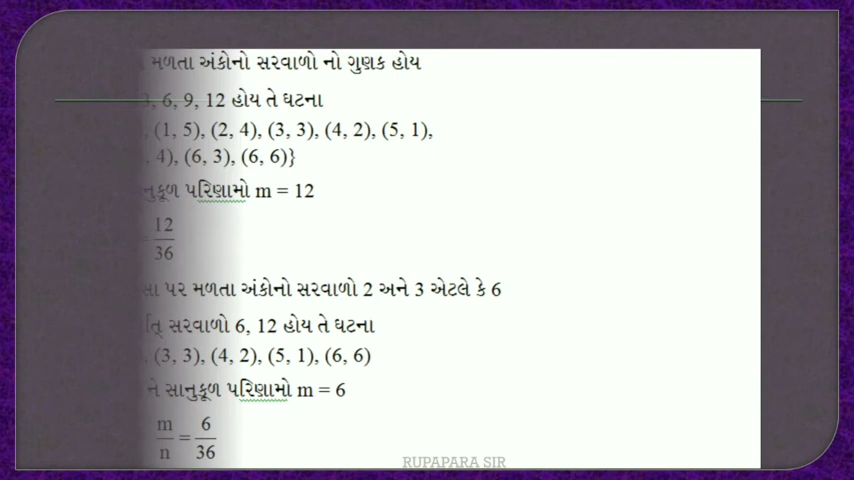 મળતા અંકોનો સરવાળો નો ગુણક હોય
3, 6, 9, 12 હોય તે ઘટના
, (1, 5), (2, 4), (3, 3), (4, 2), (5, 1),
, 4), (6, 3), (6, 6)}
નુકૂળ પરિણામો m = 12
= 12/36
સા પર મળતા અંકોનો સરવાળો 2 અને 3 એટલે કે 6
ત્ સરવાળો 6, 12 હોય તે ઘટના
, (3, 3), (4, 2), (5, 1), (6, 6)
ને સાનુકૂળ પરિણામો m = 6
m/n = 6/36
RUPAPARA SIR